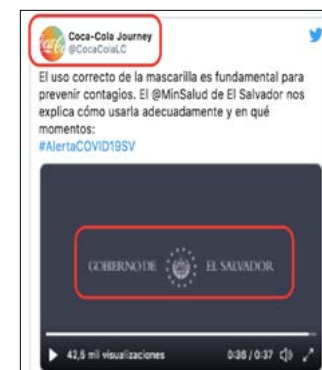 Coca-Cola Journey
@CocaColaLC
El uso correcto de la mascarilla es fundamental para
prevenir contagios. El @MinSalud de El Salvador nos
explica cómo usarla adecuadamente y en qué
momentos:
#AlertaCOVID19SV
GOBIERNO DE EL SALVADOR
42,6 mil visualizaciones 0:36 / 0:37